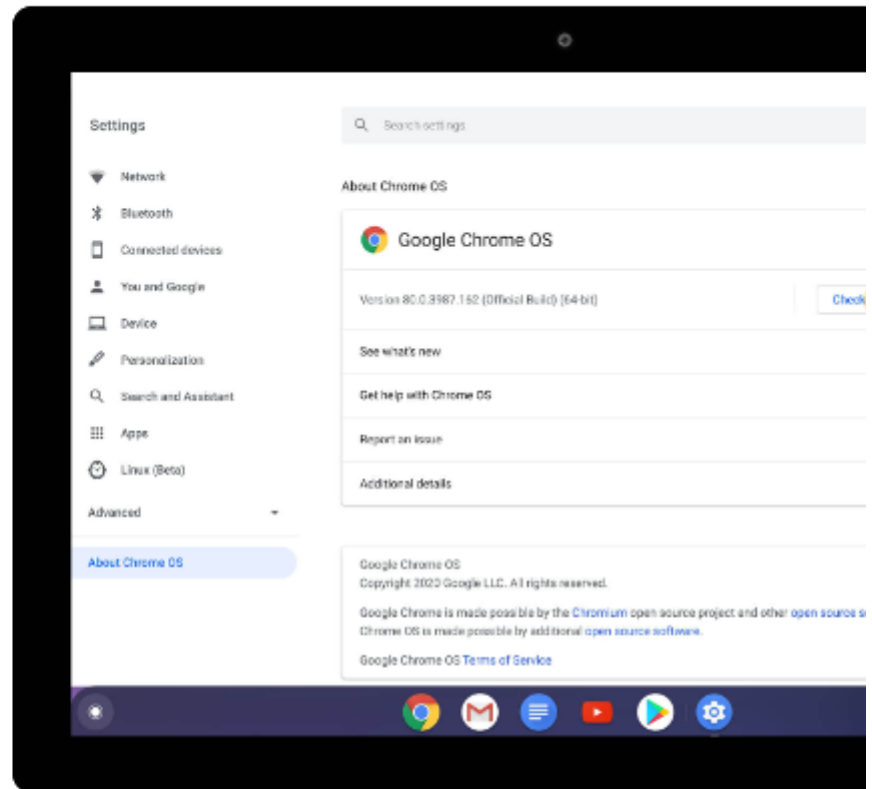 Settings
Search settings
Network
Bluetooth
Connected devices
You and Google
Device
Personalization
Search and Assistant
Apps
Linux (Beta)
Advanced
About Chrome OS
About Chrome OS
Google Chrome OS
Version 80.0.3987.162 (Official Build) (64-bit)
Check
See what's new
Get help with Chrome OS
Report an issue
Additional details
Google Chrome OS
Copyright 2020 Google LLC. All rights reserved.
Google Chrome is made possible by the Chromium open source project and other open source
Chrome OS is made possible by additional open source software.
Google Chrome OS Terms of Service